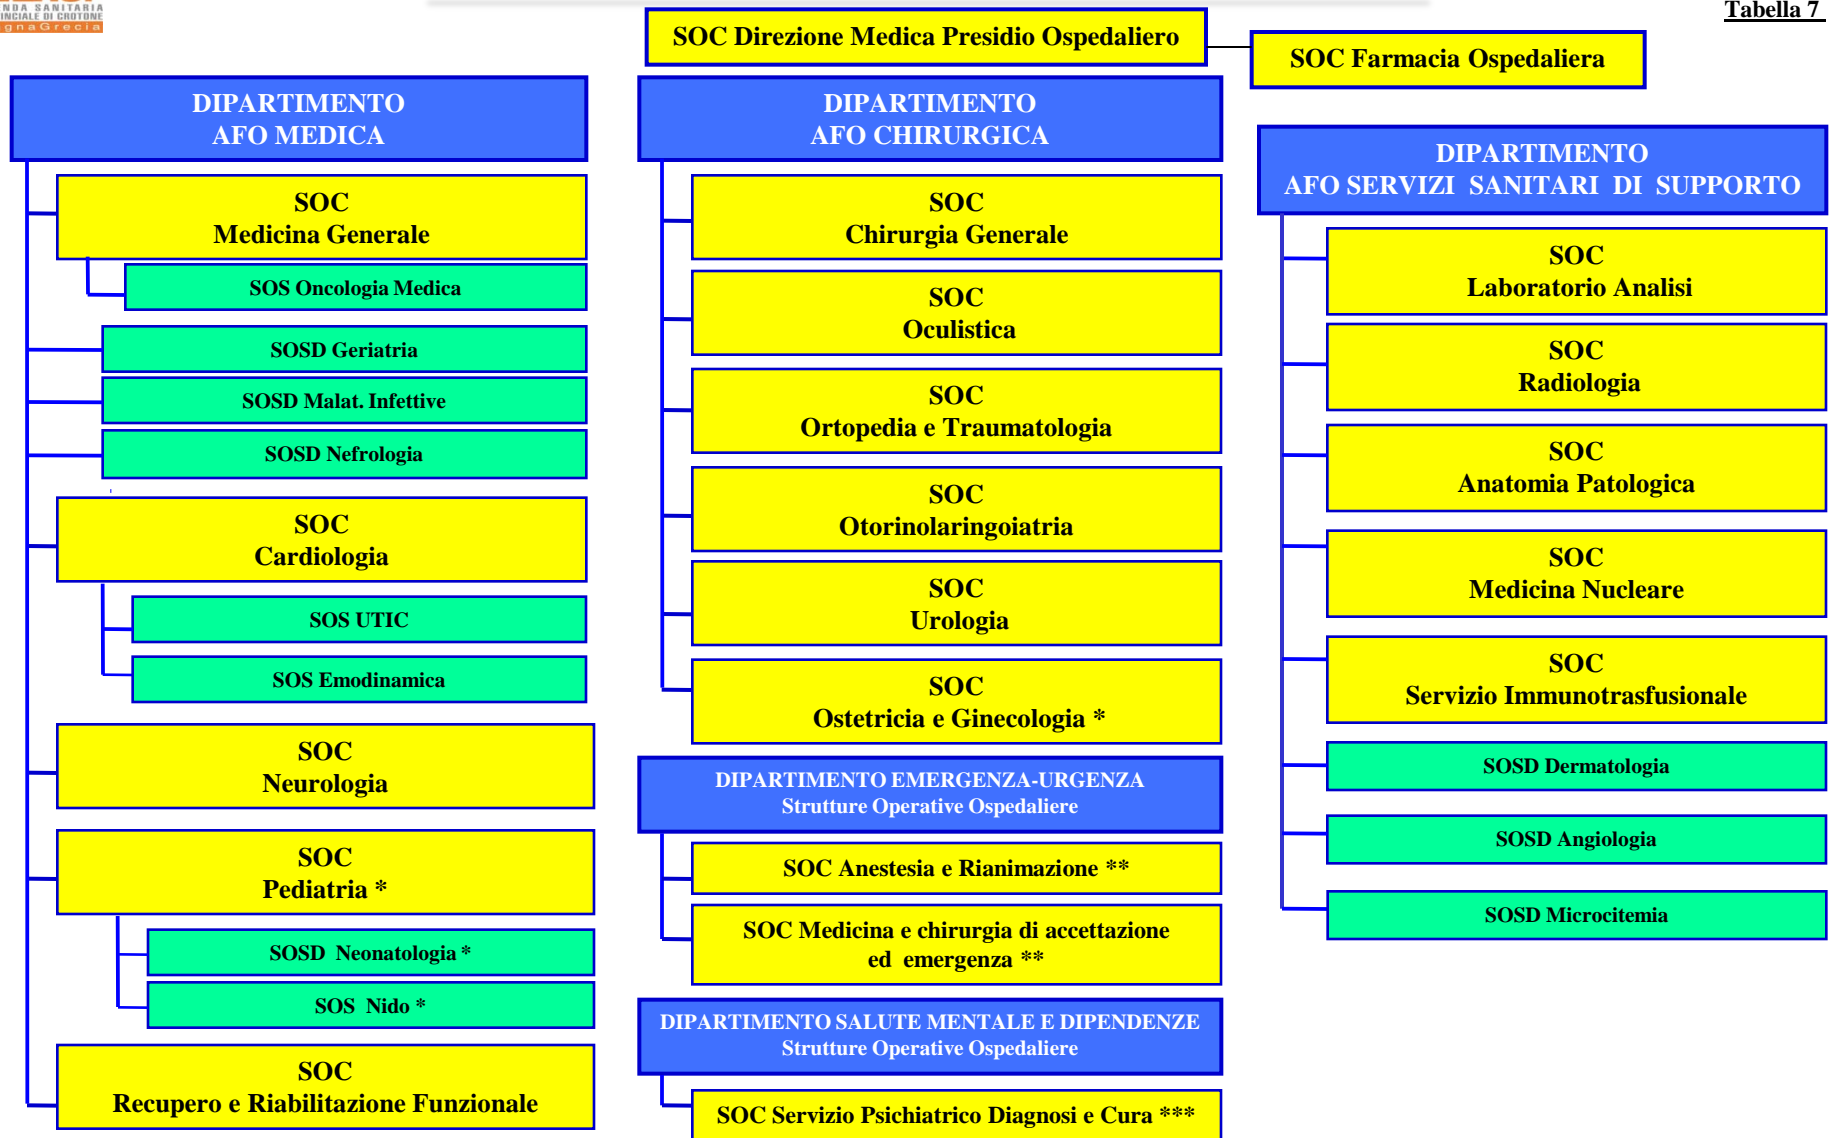 ENDA SANITARIA
INCIALE DI CROTONE
gnaGrecia
Tabella 7
SOC Direzione Medica Presidio Ospedaliero
SOC Farmacia Ospedaliera
DIPARTIMENTO
AFO MEDICA
SOC
Medicina Generale
SOS Oncologia Medica
SOSD Geriatria
SOSD Malat. Infettive
SOSD Nefrologia
SOC
Cardiologia
SOS UTIC
SOS Emodinamica
SOC
Neurologia
SOC
Pediatria *
SOSD Neonatologia *
SOS Nido *
SOC
Recupero e Riabilitazione Funzionale
DIPARTIMENTO
AFO CHIRURGICA
SOC
Chirurgia Generale
SOC
Oculistica
SOC
Ortopedia e Traumatologia
SOC
Otorinolaringoiatria
SOC
Urologia
SOC
Ostetricia e Ginecologia *
DIPARTIMENTO EMERGENZA-URGENZA
Strutture Operative Ospedaliere
SOC Anestesia e Rianimazione **
SOC Medicina e chirurgia di accettazione
ed emergenza **
DIPARTIMENTO SALUTE MENTALE E DIPENDENZE
Strutture Operative Ospedaliere
SOC Servizio Psichiatrico Diagnosi e Cura ***
DIPARTIMENTO
AFO SERVIZI SANITARI DI SUPPORTO
SOC
Laboratorio Analisi
SOC
Radiologia
SOC
Anatomia Patologica
SOC
Medicina Nucleare
SOC
Servizio Immunotrasfusionale
SOSD Dermatologia
SOSD Angiologia
SOSD Microcitemia